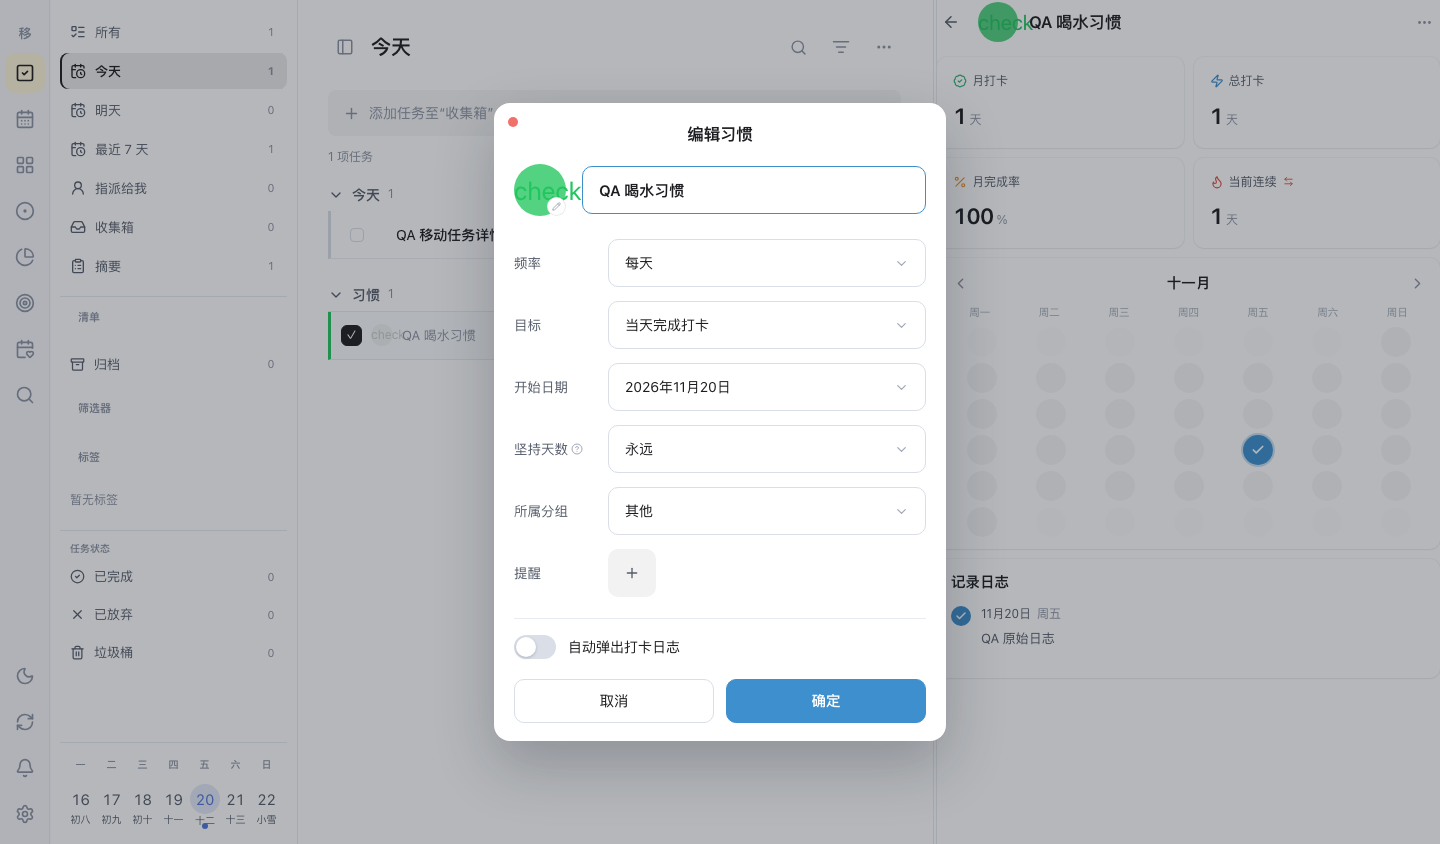 移
所有 1
今天 1
明天 0
最近 7 天 1
指派给我 0
收集箱 0
摘要 1
清单
归档 0
筛选器
标签
暂无标签
任务状态
已完成 0
已放弃 0
垃圾桶 0
一 二 三 四 五 六 日
16 17 18 19 20 21 22
初八 初九 初十 十一 十二 十三 小雪
今天
添加任务至“收集箱”
1 项任务
今天 1
QA 移动任务详情
习惯 1
check QA 喝水习惯
编辑习惯
check QA 喝水习惯
频率 每天
目标 当天完成打卡
开始日期 2026年11月20日
坚持天数 永远
所属分组 其他
提醒
自动弹出打卡日志
取消 确定
check QA 喝水习惯
月打卡
1 天
总打卡
1 天
月完成率
100 %
当前连续
1 天
十一月
周一 周二 周三 周四 周五 周六 周日
记录日志
11月20日 周五
QA 原始日志